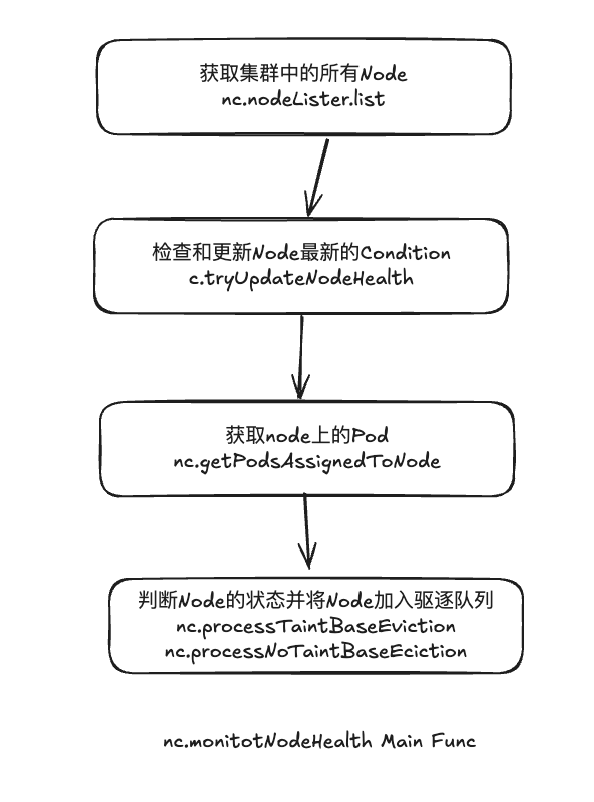 获取集群中的所有Node
nc.nodeLister.list
检查和更新Node最新的Condition
c.tryUpdateNodeHealth
获取node上的Pod
nc.getPodsAssignedToNode
判断Node的状态并将Node加入驱逐队列
nc.processTaintBaseEviction
nc.processNoTaintBaseEciction
nc.monitotNodeHealth Main Func